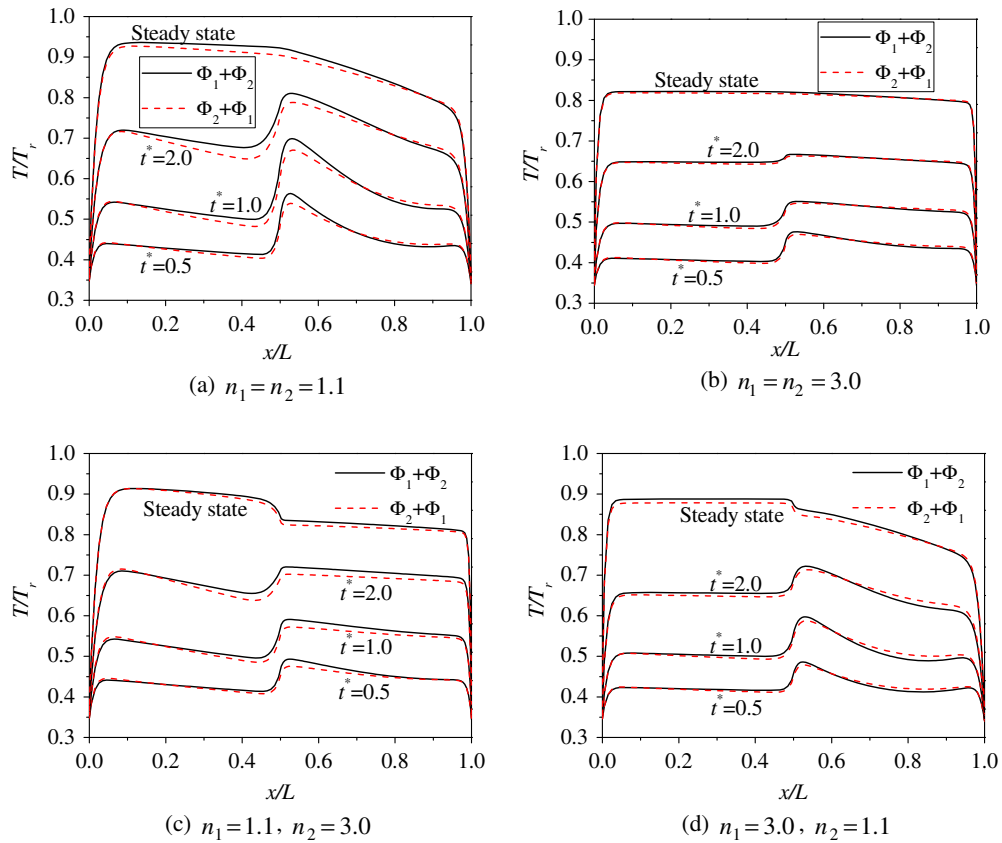 1.0
0.9
0.8
0.7
0.6
0.5
0.4
0.3
T/T_r
Steady state
Φ₁+Φ₂
Φ₂+Φ₁
t*=2.0
t*=1.0
t*=0.5
0.0 0.2 0.4 0.6 0.8 1.0
x/L
(a) n₁ = n₂ = 1.1
1.0
0.9
0.8
0.7
0.6
0.5
0.4
0.3
T/T_r
Φ₁+Φ₂
Φ₂+Φ₁
Steady state
t*=2.0
t*=1.0
t*=0.5
0.0 0.2 0.4 0.6 0.8 1.0
x/L
(b) n₁ = n₂ = 3.0
1.0
0.9
0.8
0.7
0.6
0.5
0.4
0.3
T/T_r
Φ₁+Φ₂
Φ₂+Φ₁
Steady state
t*=2.0
t*=1.0
t*=0.5
0.0 0.2 0.4 0.6 0.8 1.0
x/L
(c) n₁ = 1.1, n₂ = 3.0
1.0
0.9
0.8
0.7
0.6
0.5
0.4
0.3
T/T_r
Φ₁+Φ₂
Φ₂+Φ₁
Steady state
t*=2.0
t*=1.0
t*=0.5
0.0 0.2 0.4 0.6 0.8 1.0
x/L
(d) n₁ = 3.0, n₂ = 1.1